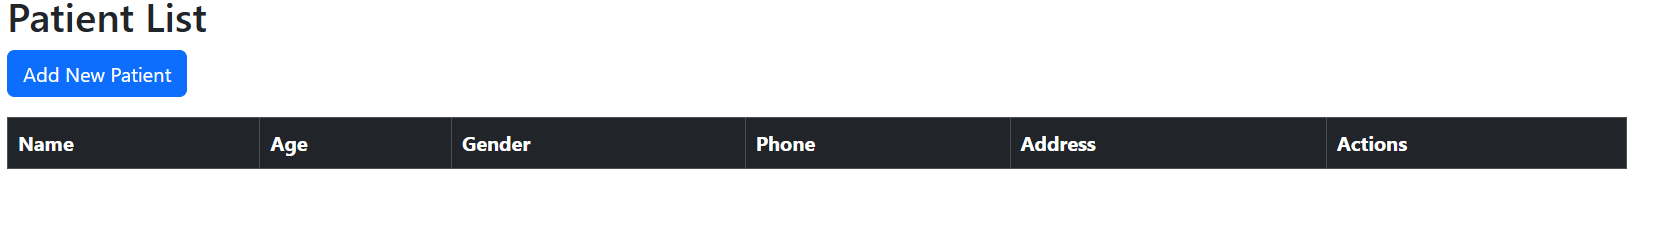 Patient List
Add New Patient
Name Age Gender Phone Address Actions